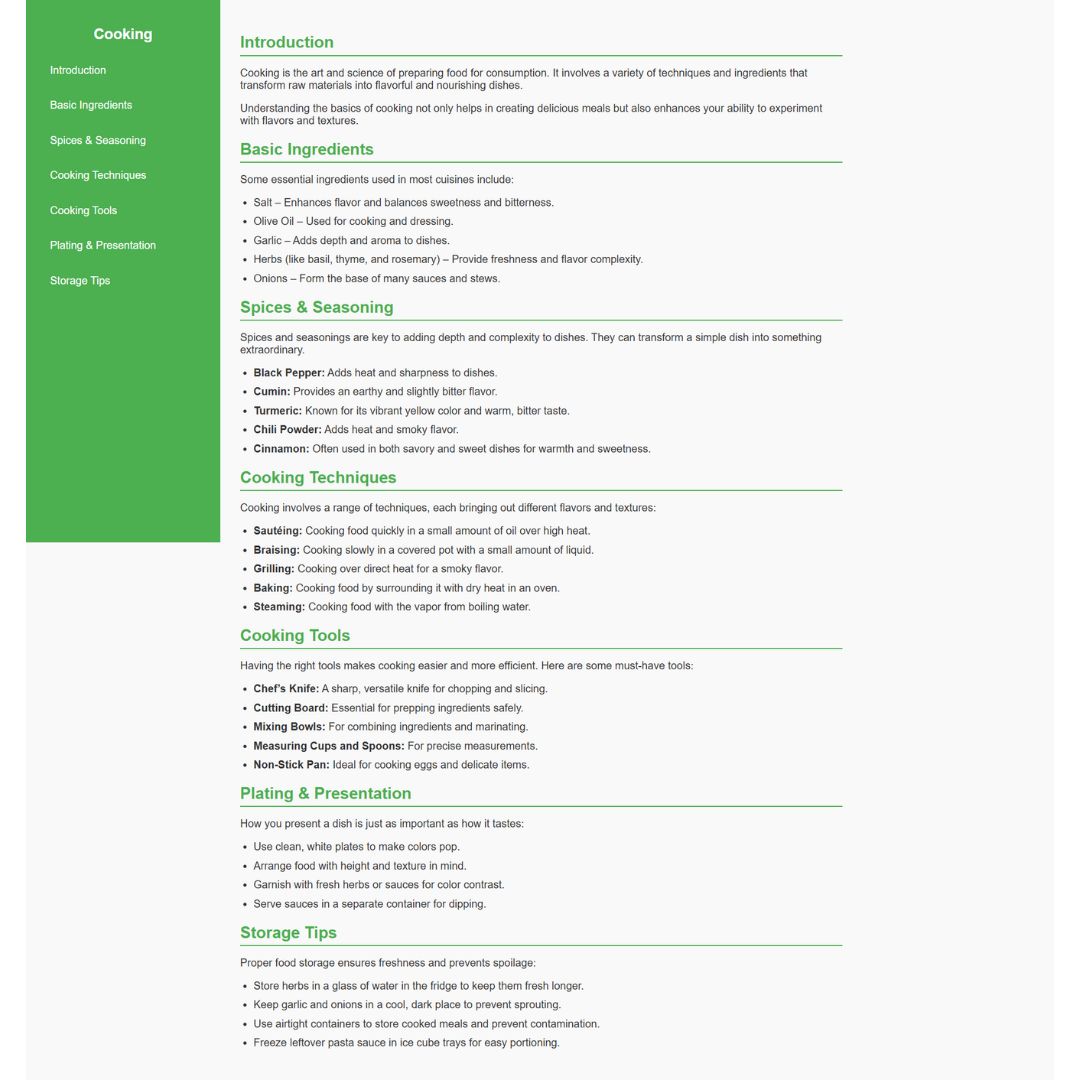 Cooking
Introduction
Basic Ingredients
Spices & Seasoning
Cooking Techniques
Cooking Tools
Plating & Presentation
Storage Tips
Introduction
Cooking is the art and science of preparing food for consumption. It involves a variety of techniques and ingredients that
transform raw materials into flavorful and nourishing dishes.
Understanding the basics of cooking not only helps in creating delicious meals but also enhances your ability to experiment
with flavors and textures.
Basic Ingredients
Some essential ingredients used in most cuisines include:
• Salt – Enhances flavor and balances sweetness and bitterness.
• Olive Oil – Used for cooking and dressing.
• Garlic – Adds depth and aroma to dishes.
• Herbs (like basil, thyme, and rosemary) – Provide freshness and flavor complexity.
• Onions – Form the base of many sauces and stews.
Spices & Seasoning
Spices and seasonings are key to adding depth and complexity to dishes. They can transform a simple dish into something
extraordinary.
• Black Pepper: Adds heat and sharpness to dishes.
• Cumin: Provides an earthy and slightly bitter flavor.
• Turmeric: Known for its vibrant yellow color and warm, bitter taste.
• Chili Powder: Adds heat and smoky flavor.
• Cinnamon: Often used in both savory and sweet dishes for warmth and sweetness.
Cooking Techniques
Cooking involves a range of techniques, each bringing out different flavors and textures:
• Sautéing: Cooking food quickly in a small amount of oil over high heat.
• Braising: Cooking slowly in a covered pot with a small amount of liquid.
• Grilling: Cooking over direct heat for a smoky flavor.
• Baking: Cooking food by surrounding it with dry heat in an oven.
• Steaming: Cooking food with the vapor from boiling water.
Cooking Tools
Having the right tools makes cooking easier and more efficient. Here are some must-have tools:
• Chef's Knife: A sharp, versatile knife for chopping and slicing.
• Cutting Board: Essential for prepping ingredients safely.
• Mixing Bowls: For combining ingredients and marinating.
• Measuring Cups and Spoons: For precise measurements.
• Non-Stick Pan: Ideal for cooking eggs and delicate items.
Plating & Presentation
How you present a dish is just as important as how it tastes:
• Use clean, white plates to make colors pop.
• Arrange food with height and texture in mind.
• Garnish with fresh herbs or sauces for color contrast.
• Serve sauces in a separate container for dipping.
Storage Tips
Proper food storage ensures freshness and prevents spoilage:
• Store herbs in a glass of water in the fridge to keep them fresh longer.
• Keep garlic and onions in a cool, dark place to prevent sprouting.
• Use airtight containers to store cooked meals and prevent contamination.
• Freeze leftover pasta sauce in ice cube trays for easy portioning.